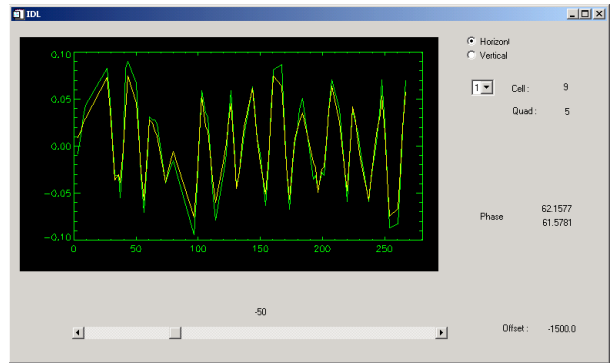 IDL
0.10
0.05
0.00
-0.05
-0.10
0 50 100 150 200 250
Horizont
Vertical
1 Cell : 9
Quad : 5
Phase 62.1577
61.5781
-50
Offset : -1500.0